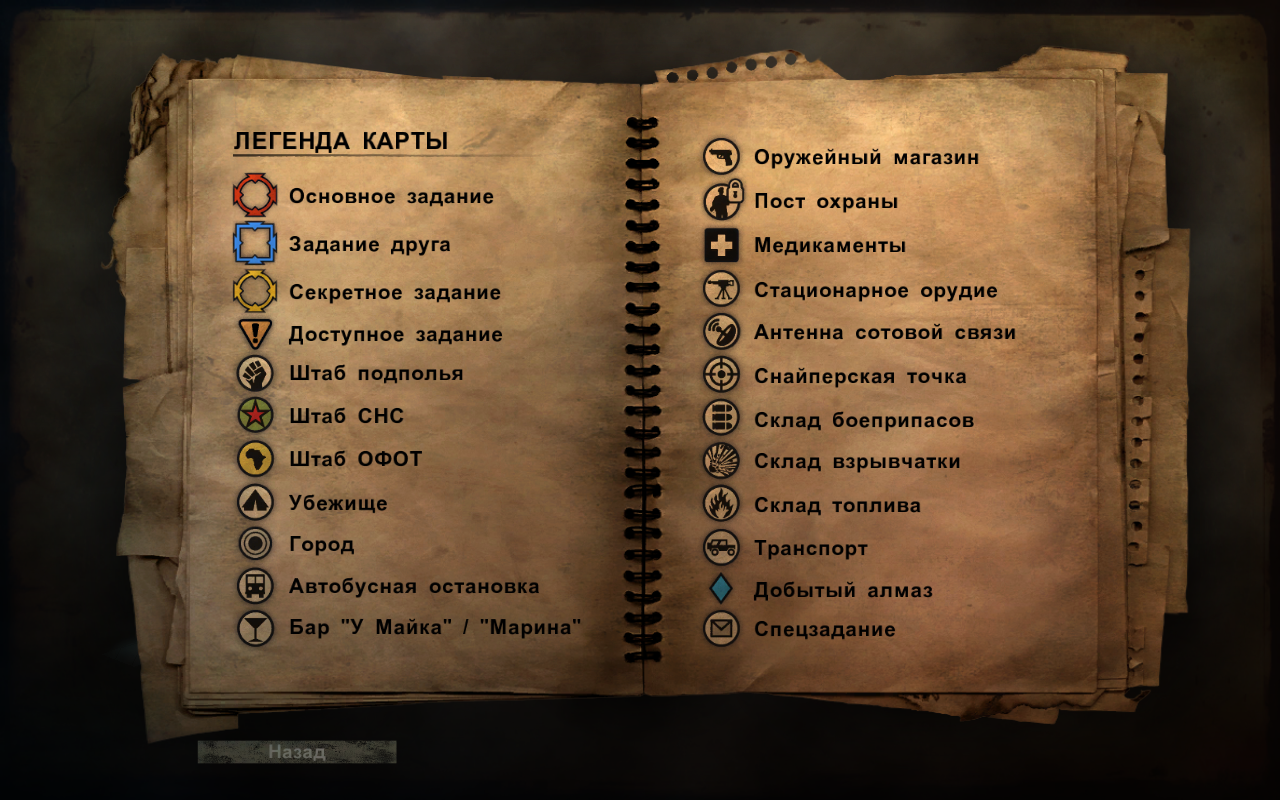 ЛЕГЕНДА КАРТЫ
Основное задание
Задание друга
Секретное задание
Доступное задание
Штаб подполья
Штаб СНС
Штаб ОФОТ
Убежище
Город
Автобусная остановка
Бар "У Майка" / "Марина"
Оружейный магазин
Пост охраны
Медикаменты
Стационарное орудие
Антенна сотовой связи
Снайперская точка
Склад боеприпасов
Склад взрывчатки
Склад топлива
Транспорт
Добытый алмаз
Спецзадание
Назад